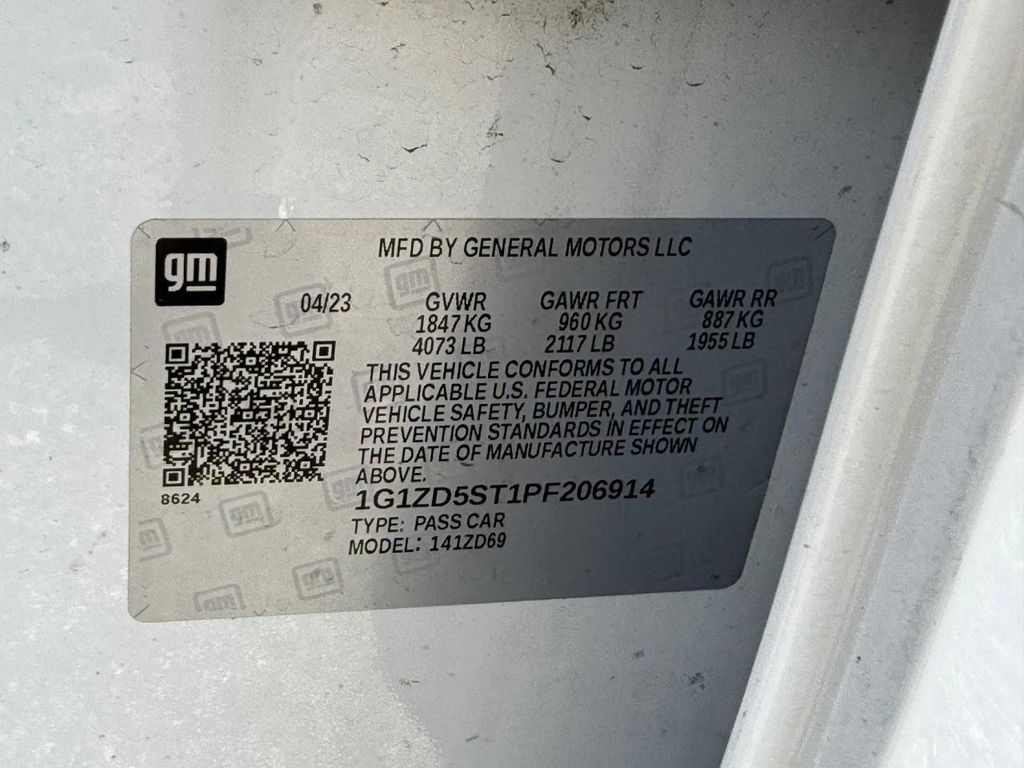 gm
MFD BY GENERAL MOTORS LLC
04/23 GVWR GAWR FRT GAWR RR
1847 KG 960 KG 887 KG
4073 LB 2117 LB 1955 LB
THIS VEHICLE CONFORMS TO ALL
APPLICABLE U.S. FEDERAL MOTOR
VEHICLE SAFETY, BUMPER, AND THEFT
PREVENTION STANDARDS IN EFFECT ON
THE DATE OF MANUFACTURE SHOWN
ABOVE.
8624
1G1ZD5ST1PF206914
TYPE: PASS CAR
MODEL: 141ZD69